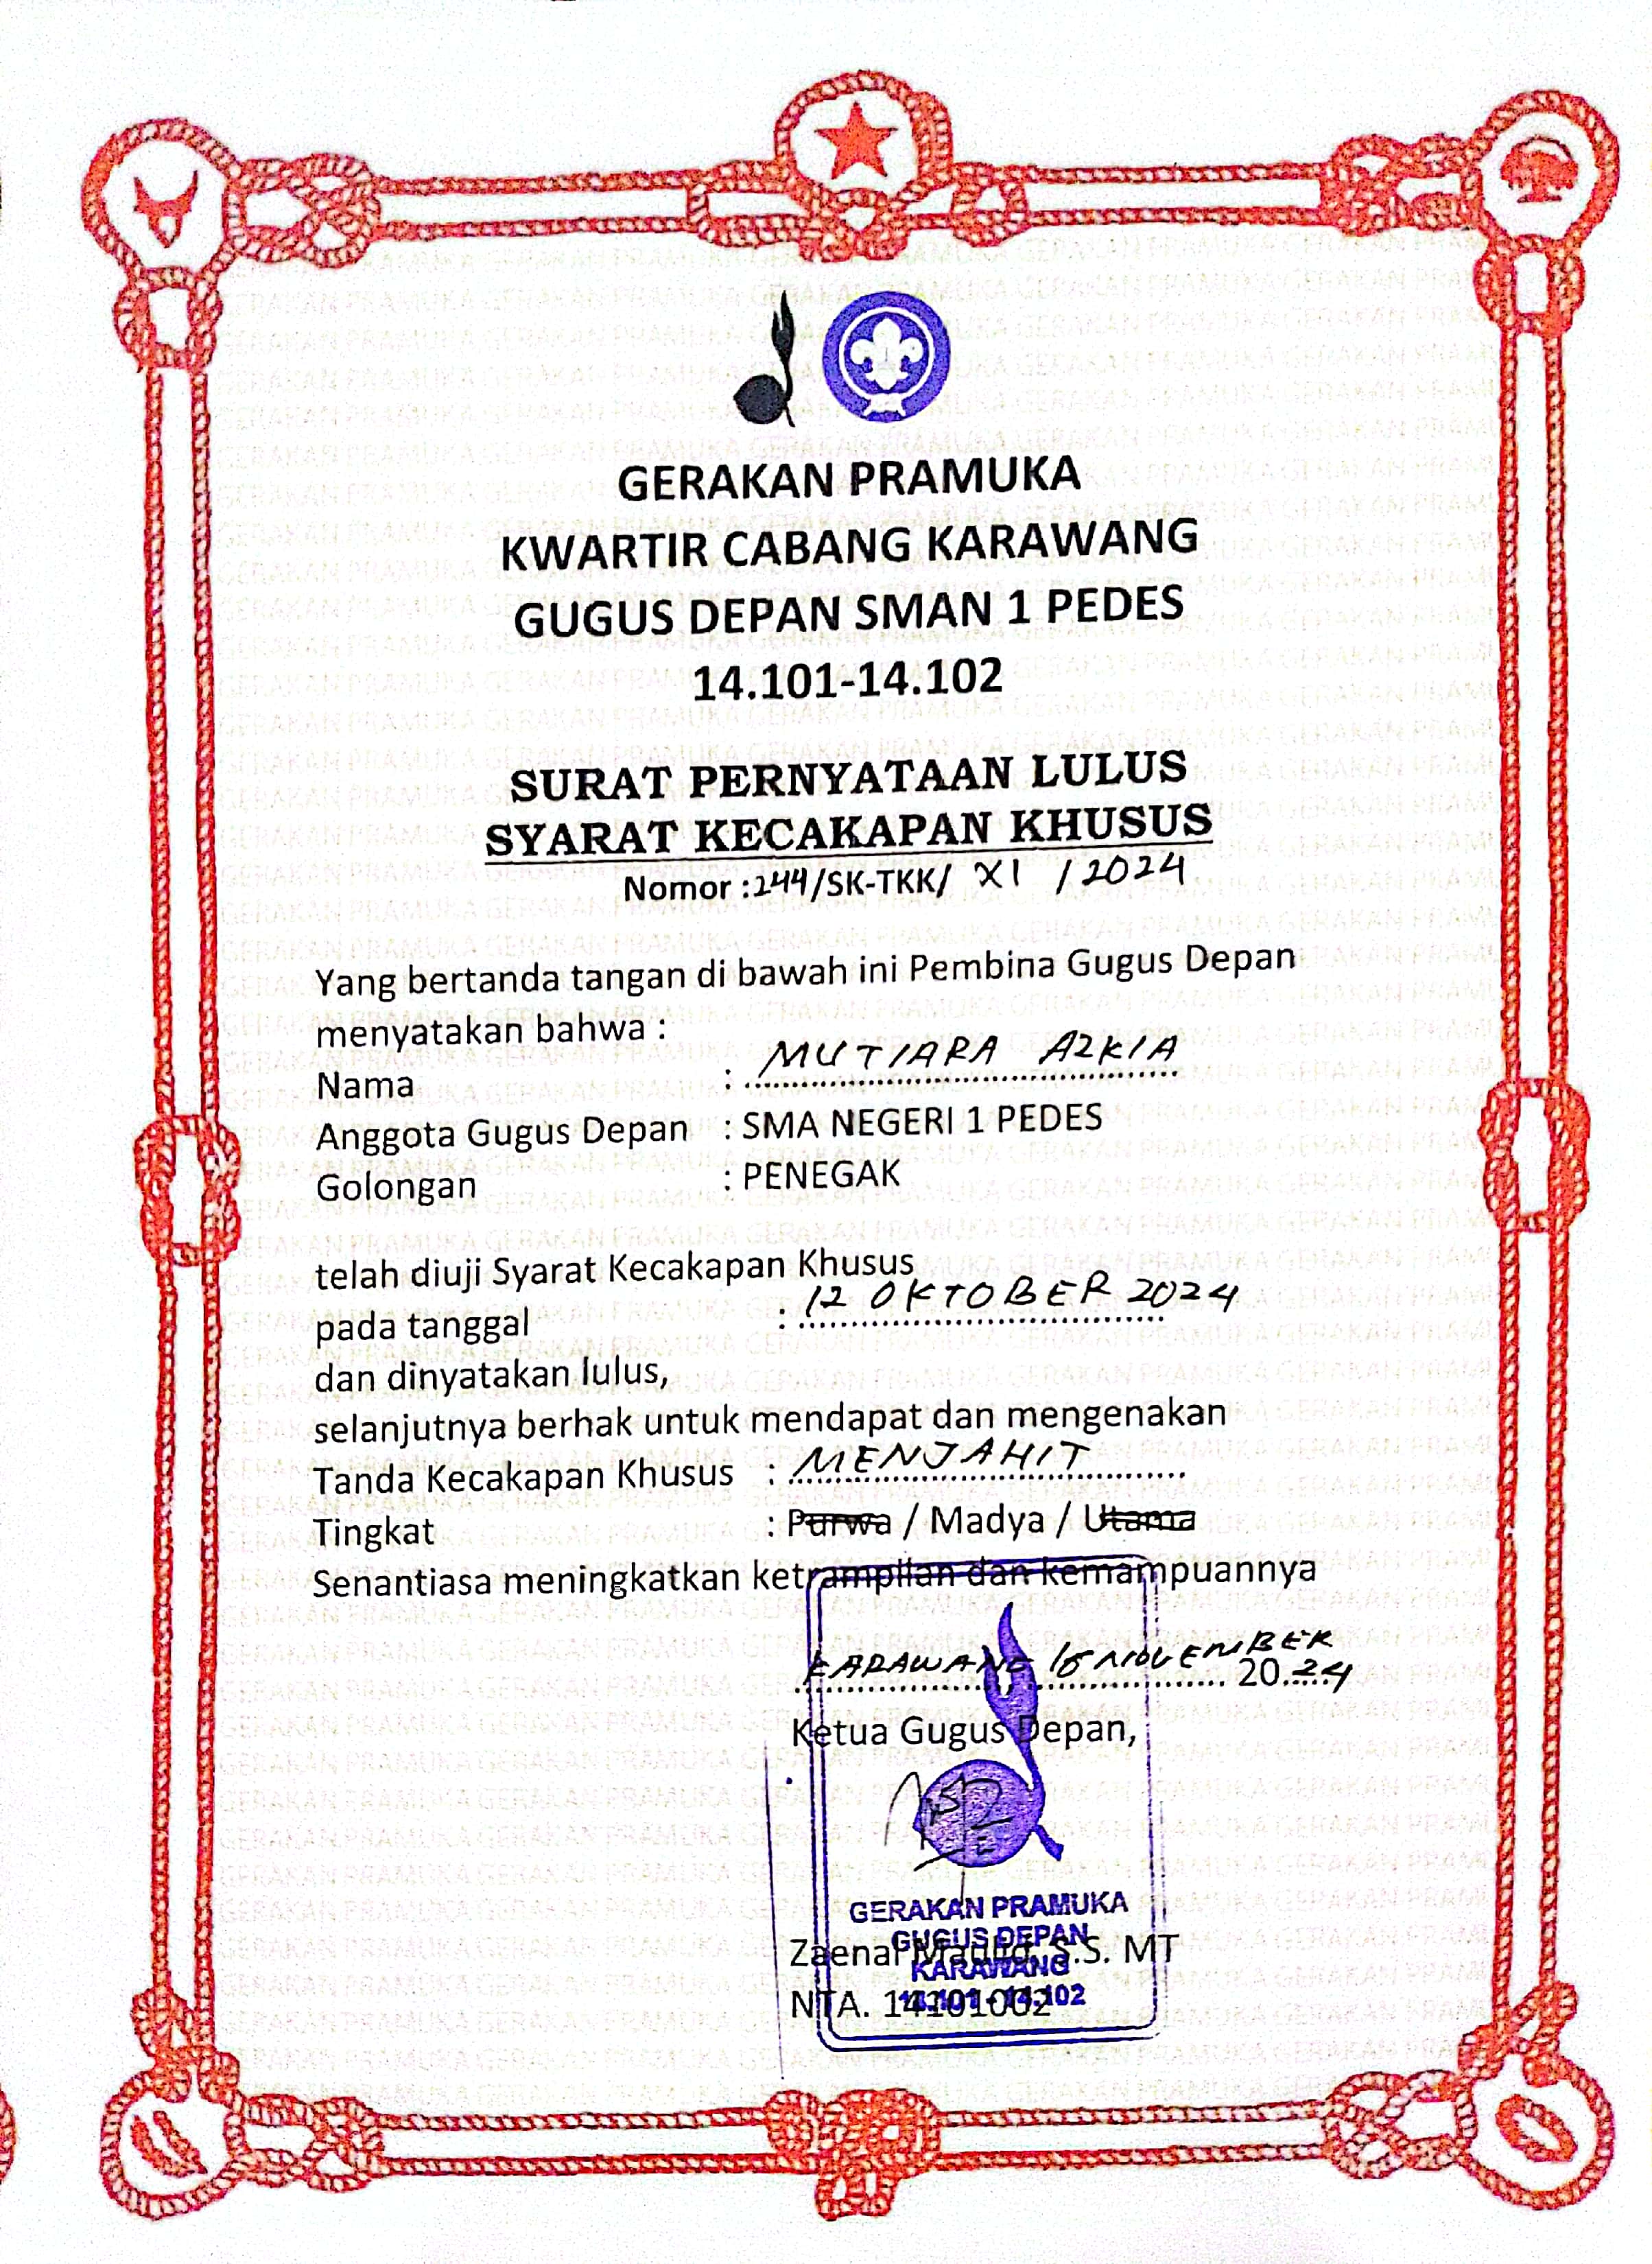 GERAKAN PRAMUKA
KWARTIR CABANG KARAWANG
GUGUS DEPAN SMAN 1 PEDES
14.101-14.102
SURAT PERNYATAAN LULUS
SYARAT KECAKAPAN KHUSUS
Nomor :244/SK-TKK/ XI /2024
Yang bertanda tangan di bawah ini Pembina Gugus Depan
menyatakan bahwa :
Nama : MUTIARA AZKIA
Anggota Gugus Depan : SMA NEGERI 1 PEDES
Golongan : PENEGAK
telah diuji Syarat Kecakapan Khusus
pada tanggal : 12 OKTOBER 2024
dan dinyatakan lulus,
selanjutnya berhak untuk mendapat dan mengenakan
Tanda Kecakapan Khusus : MENJAHIT
Tingkat : Purwa / Madya / Utama
Senantiasa meningkatkan ketrampilan dan kemampuannya
KARAWANG NOVEMBER 2024
Ketua Gugus Depan,
GERAKAN PRAMUKA
GUGUS DEPAN
Zaenal Maulid, S.S. MT
KARAWANG
NTA. 14101002
14.101-14.102